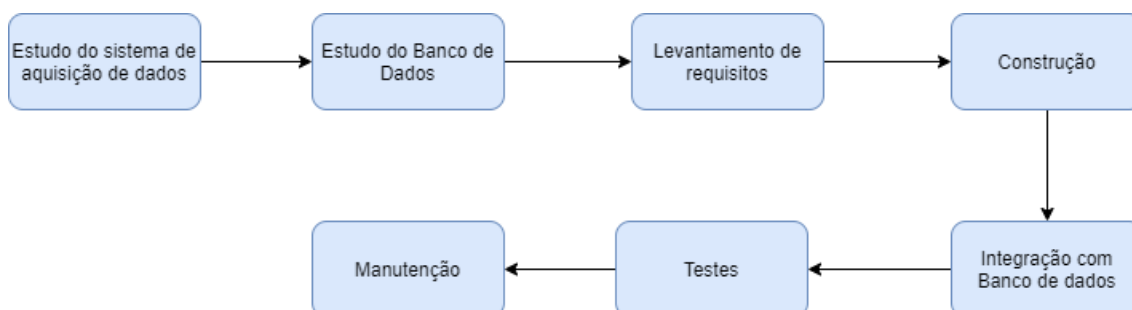 Estudo do sistema de
aquisição de dados
Estudo do Banco de
Dados
Levantamento de
requisitos
Construção
Integração com
Banco de dados
Testes
Manutenção